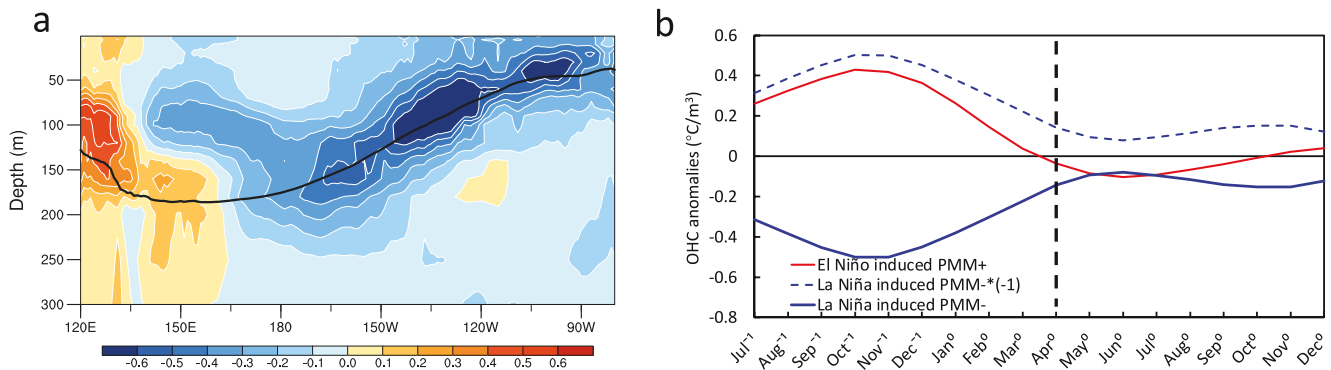 a
Depth (m)
50
100
150
200
250
300
120E 150E 180 150W 120W 90W
-0.6 -0.5 -0.4 -0.3 -0.2 -0.1 0.0 0.1 0.2 0.3 0.4 0.5 0.6
b
OHC anomalies (°C/m³)
0.6
0.4
0.2
0
-0.2
-0.4
-0.6
-0.8
El Niño induced PMM+
La Niña induced PMM-*(-1)
La Niña induced PMM-
Jul⁻¹ Aug⁻¹ Sep⁻¹ Oct⁻¹ Nov⁻¹ Dec⁻¹ Jan⁰ Feb⁰ Mar⁰ Apr⁰ May⁰ Jun⁰ Jul⁰ Aug⁰ Sep⁰ Oct⁰ Nov⁰ Dec⁰